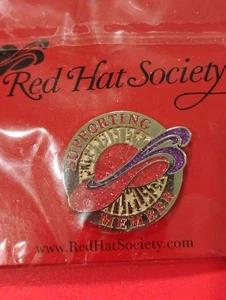 Red Hat Society
SUPPORTING
MEMBER
www.RedHatSociety.com